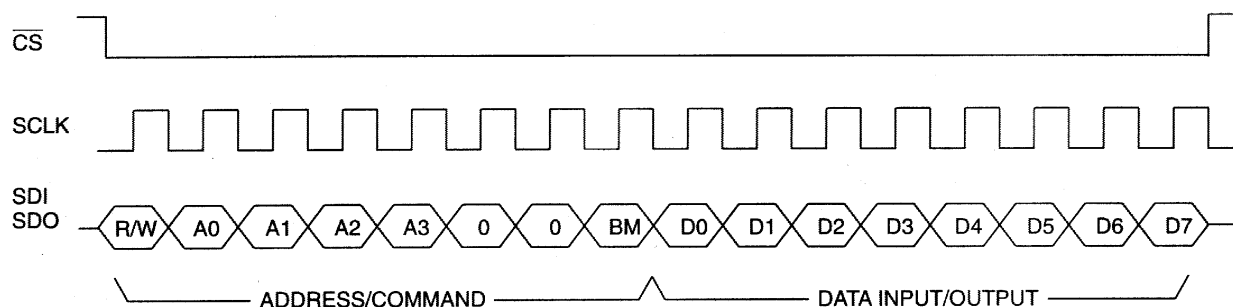 C̅S̅
SCLK
SDI
SDO
R/W A0 A1 A2 A3 0 0 BM D0 D1 D2 D3 D4 D5 D6 D7
ADDRESS/COMMAND DATA INPUT/OUTPUT